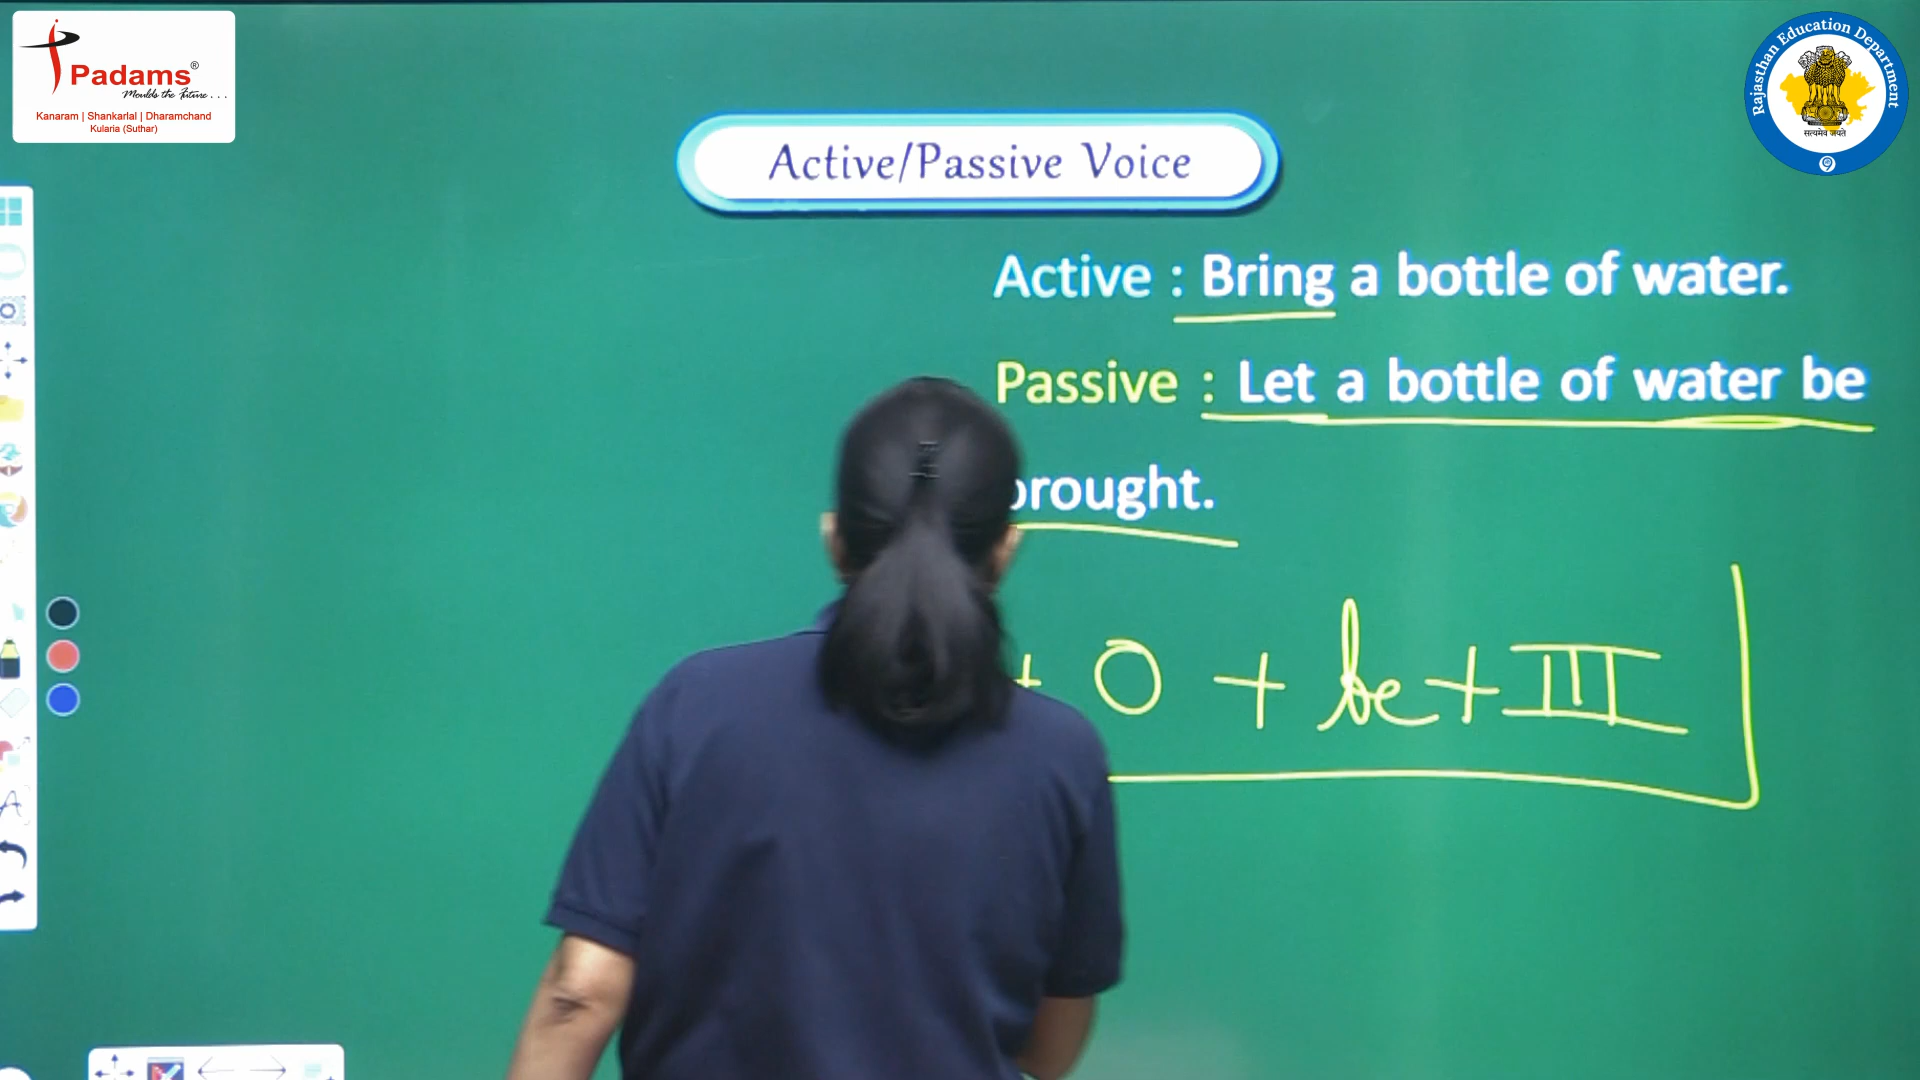 Padams®
Moulds the Future...
Kanaram | Shankarlal | Dharamchand
Kularia (Suthar)
Rajasthan Education Department
सत्यमेव जयते
Active/Passive Voice
Active : Bring a bottle of water.
Passive : Let a bottle of water be
brought.
+ O + be + III